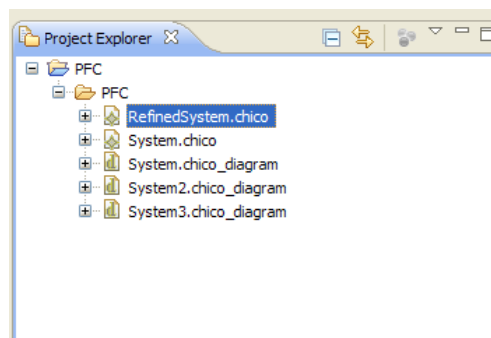 Project Explorer
PFC
PFC
RefinedSystem.chico
System.chico
System.chico_diagram
System2.chico_diagram
System3.chico_diagram